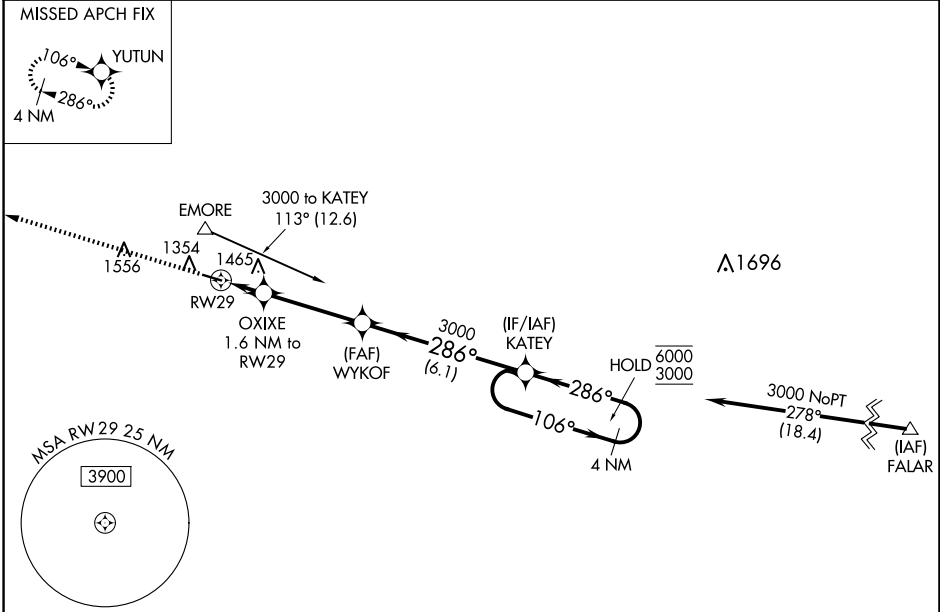 MISSED APCH FIX
YUTUN
106°
286°
4 NM
EMORE
3000 to KATEY
113° (12.6)
1556
1354
1465
1696
RW29
OXIXE
1.6 NM to
RW29
(FAF)
WYKOF
3000
286°
(6.1)
(IF/IAF)
KATEY
HOLD
6000
3000
286°
106°
4 NM
3000 NoPT
278°
(18.4)
(IAF)
FALAR
MSA RW29 25 NM
3900